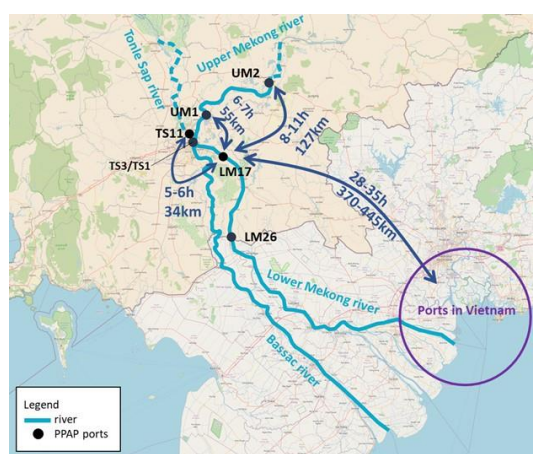 Tonle Sap river
Upper Mekong river
UM2
UM1
6-7h
55km
8-11h
127km
TS11
TS3/TS1
LM17
5-6h
34km
28-35h
370-445km
LM26
Lower Mekong river
Ports in Vietnam
Bassac river
Legend
river
PPAP ports